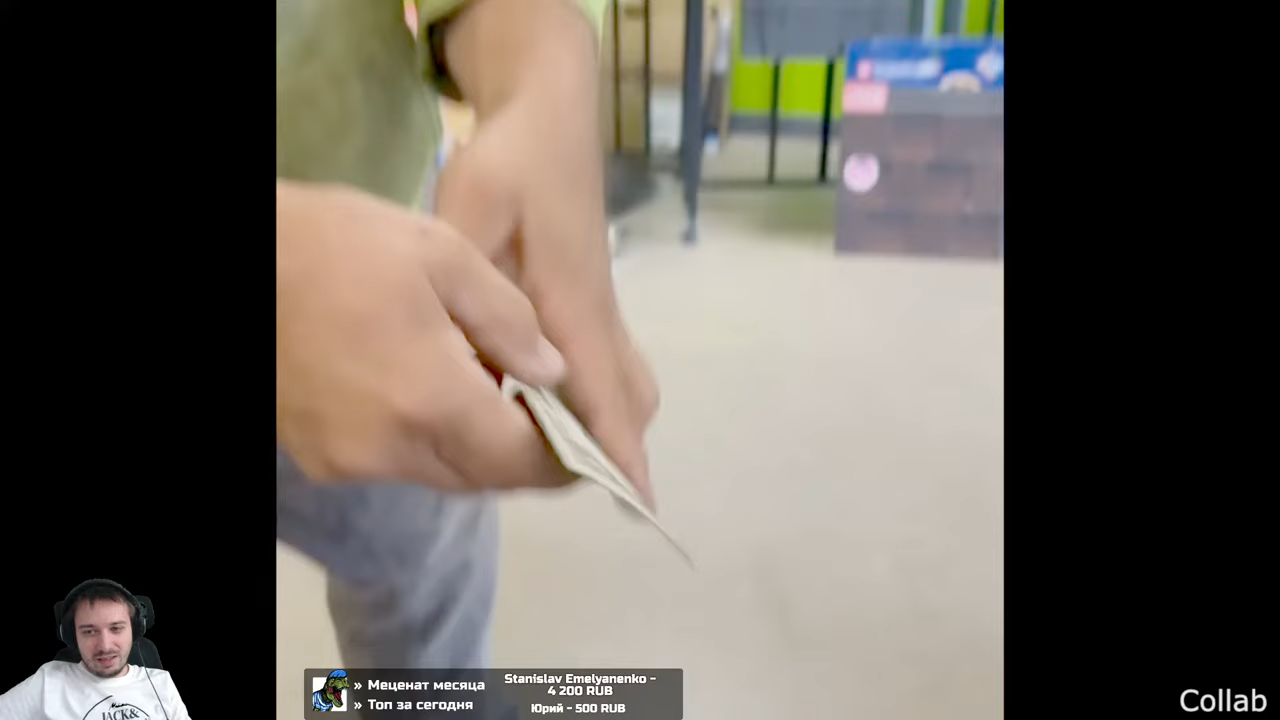 » Меценат месяца
Stanislav Emelyanenko -
4 200 RUB
» Топ за сегодня
Юрий - 500 RUB
JACK&
Collab